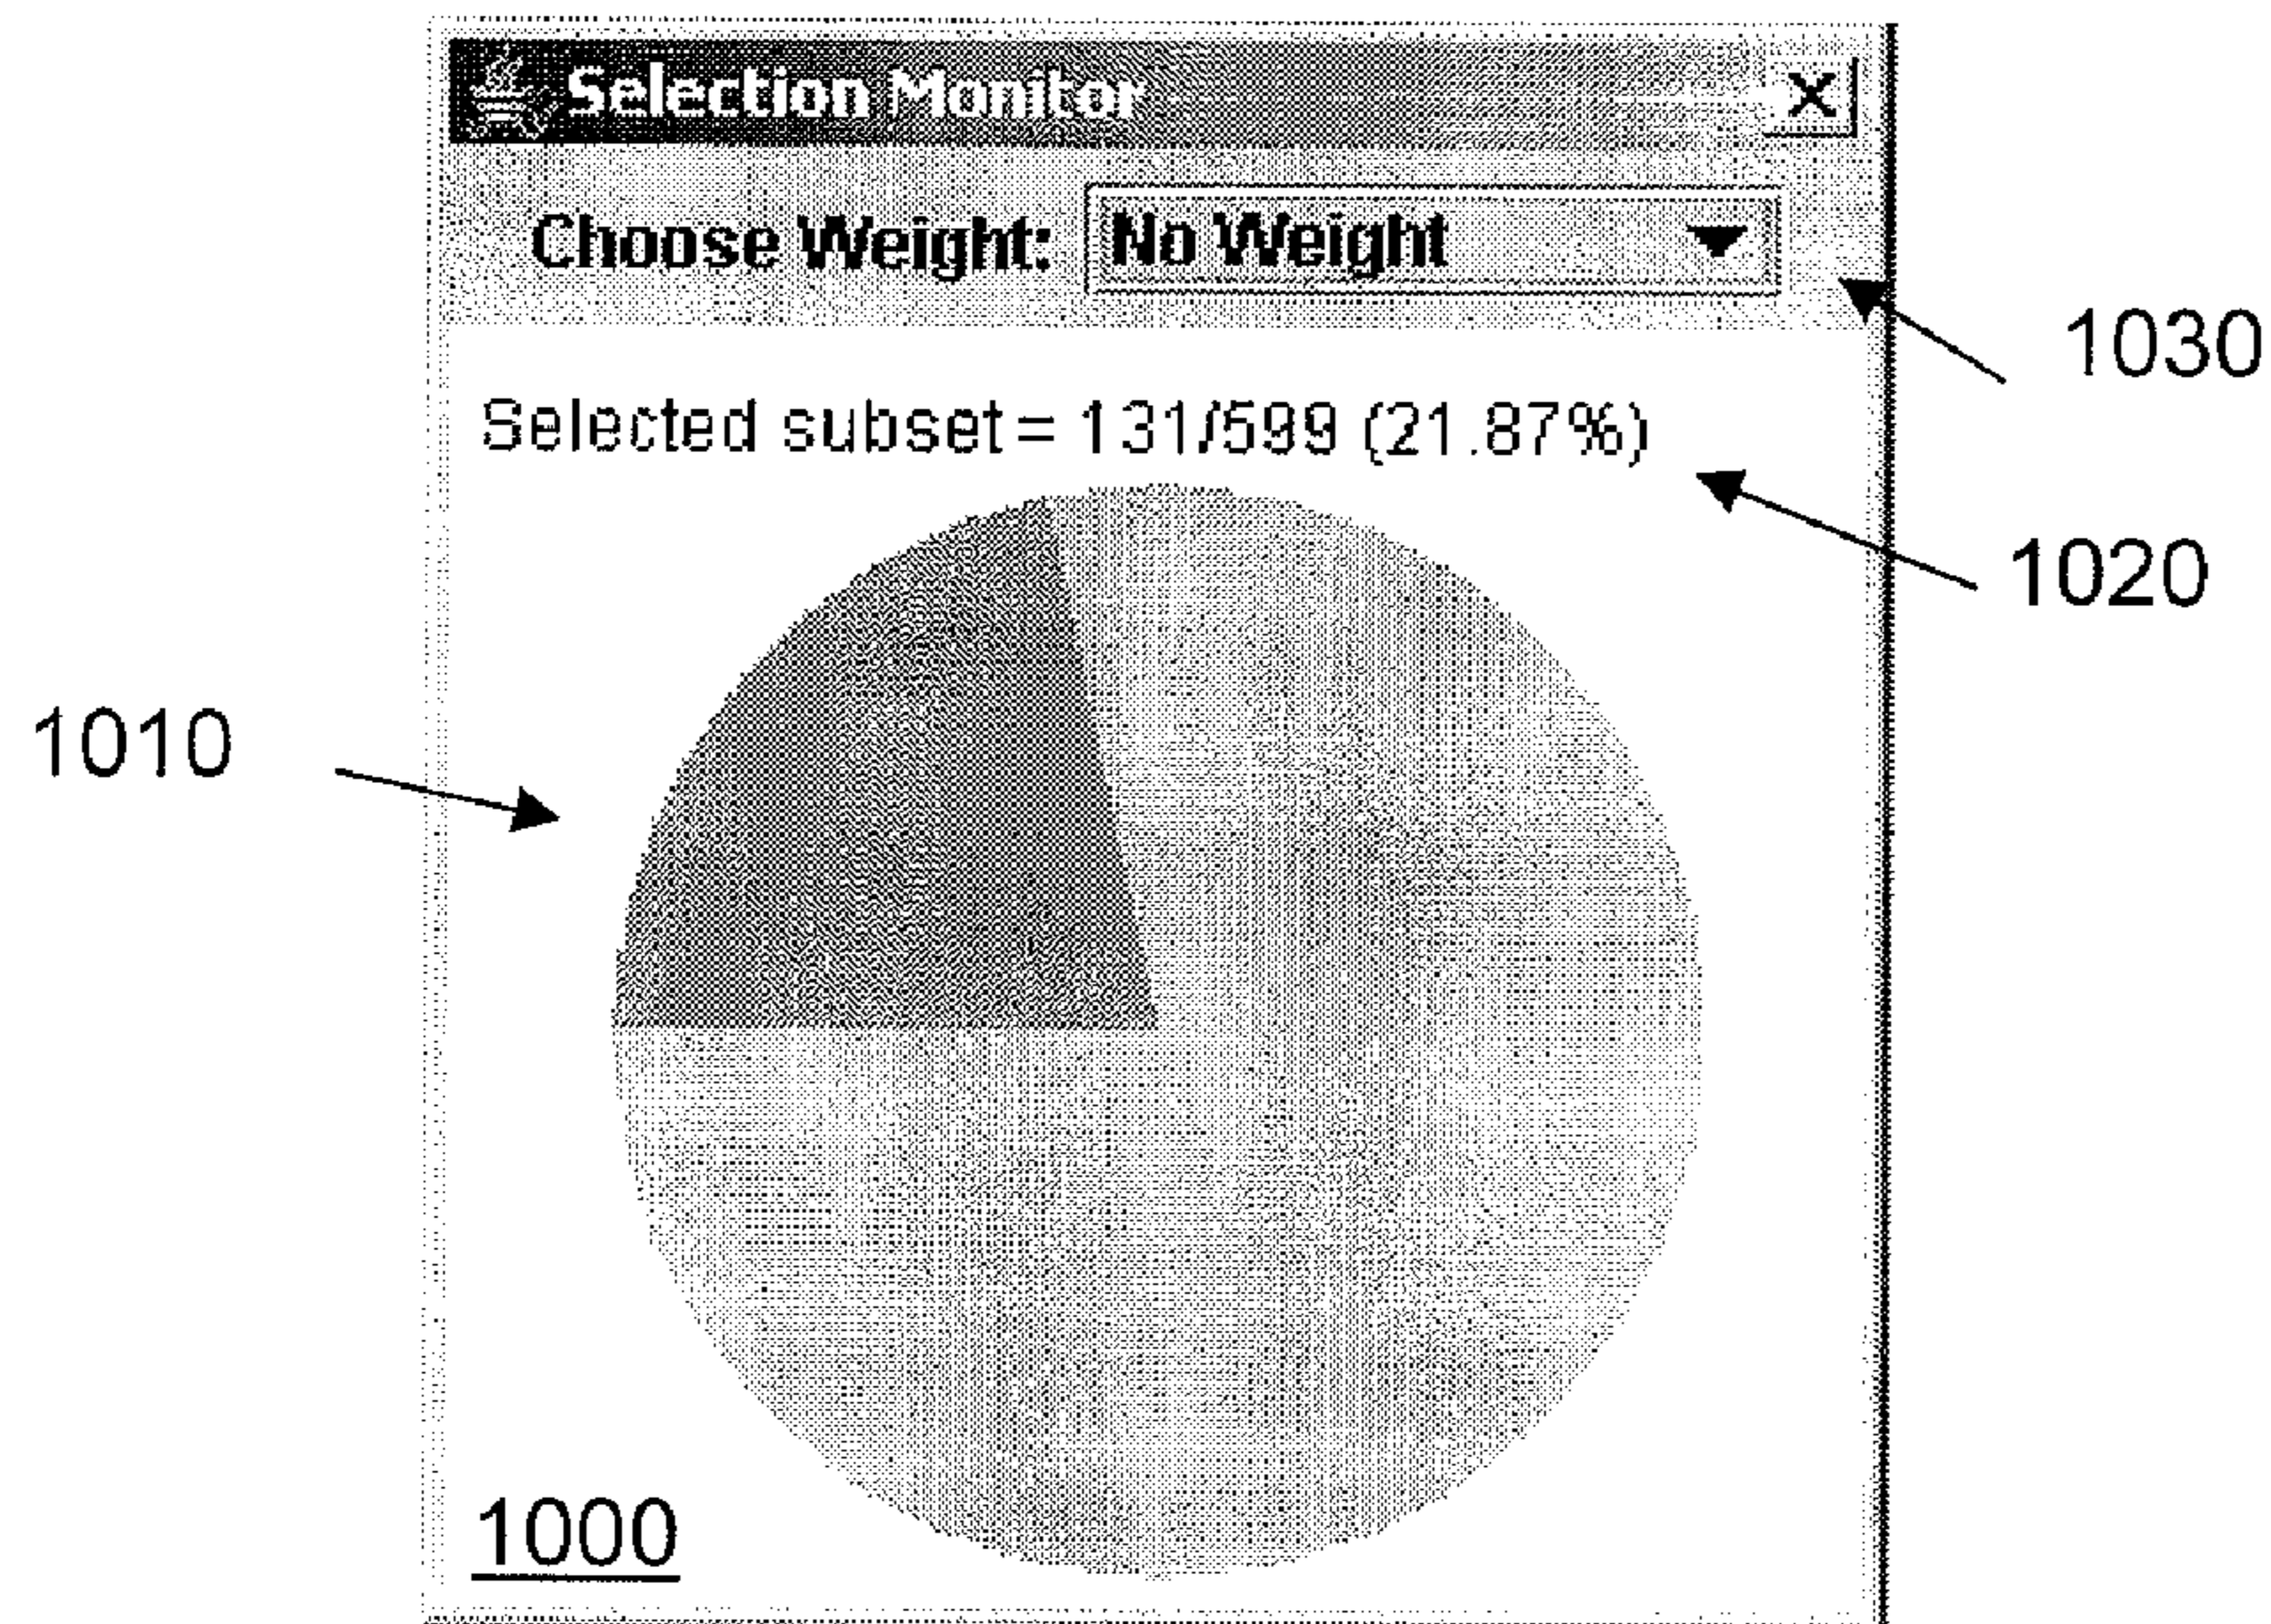 Selection Monitor
Choose Weight: No Weight
1030
Selected subset = 131/599 (21.87%)
1020
1010
1000